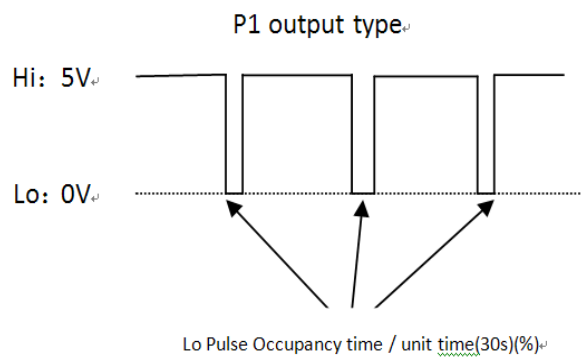 P1 output type↵
Hi：5V↵
Lo：0V↵
Lo Pulse Occupancy time / unit time(30s)(%)↵